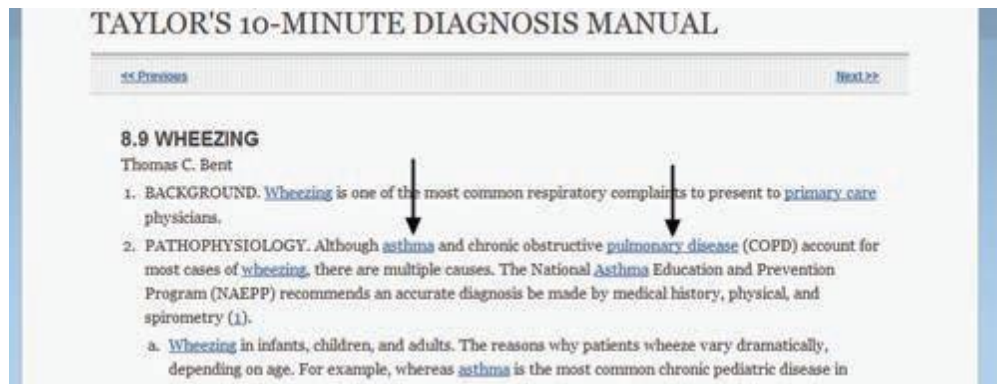 TAYLOR'S 10-MINUTE DIAGNOSIS MANUAL
<< Previous Next >>
8.9 WHEEZING
Thomas C. Bent
1. BACKGROUND. Wheezing is one of the most common respiratory complaints to present to primary care
physicians.
2. PATHOPHYSIOLOGY. Although asthma and chronic obstructive pulmonary disease (COPD) account for
most cases of wheezing, there are multiple causes. The National Asthma Education and Prevention
Program (NAEPP) recommends an accurate diagnosis be made by medical history, physical, and
spirometry (1).
a. Wheezing in infants, children, and adults. The reasons why patients wheeze vary dramatically,
depending on age. For example, whereas asthma is the most common chronic pediatric disease in